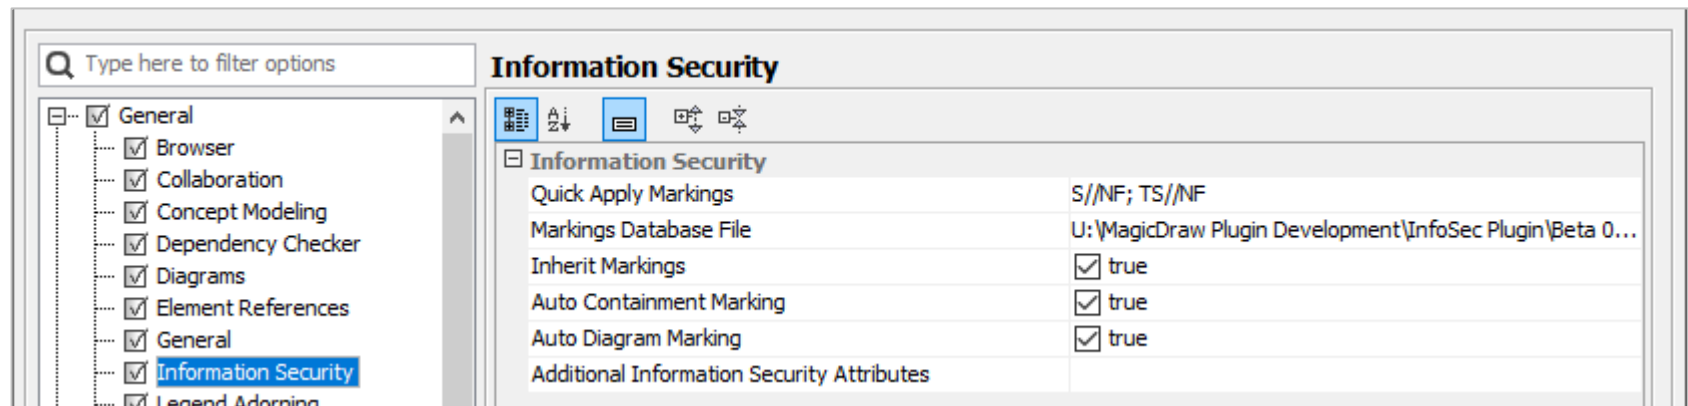 Type here to filter options
General
Browser
Collaboration
Concept Modeling
Dependency Checker
Diagrams
Element References
General
Information Security
Legend Adorning
Information Security
Information Security
Quick Apply Markings S//NF; TS//NF
Markings Database File U:\MagicDraw Plugin Development\InfoSec Plugin\Beta 0...
Inherit Markings true
Auto Containment Marking true
Auto Diagram Marking true
Additional Information Security Attributes